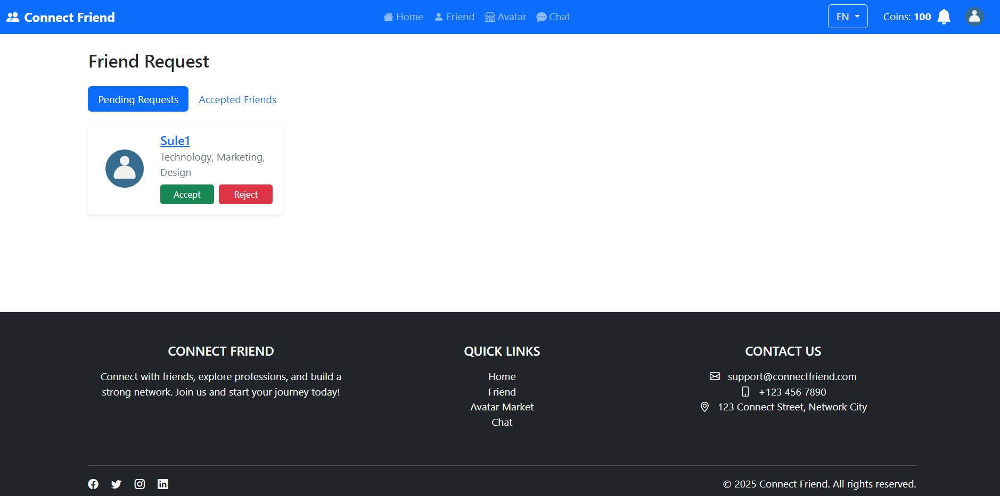 Connect Friend
Home Friend Avatar Chat
EN
Coins: 100
Friend Request
Pending Requests
Accepted Friends
Sule1
Technology, Marketing,
Design
Accept
Reject
CONNECT FRIEND
Connect with friends, explore professions, and build a
strong network. Join us and start your journey today!
QUICK LINKS
Home
Friend
Avatar Market
Chat
CONTACT US
support@connectfriend.com
+123 456 7890
123 Connect Street, Network City
© 2025 Connect Friend. All rights reserved.